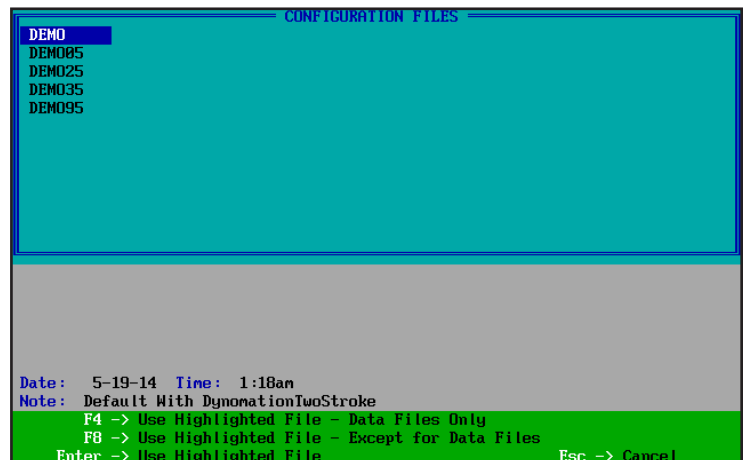 CONFIGURATION FILES
DEMO
DEMO05
DEMO25
DEMO35
DEMO95
Date: 5-19-14 Time: 1:18am
Note: Default With DynomationTwoStroke
F4 -> Use Highlighted File - Data Files Only
F8 -> Use Highlighted File - Except for Data Files
Enter -> Use Highlighted File Esc -> Cancel